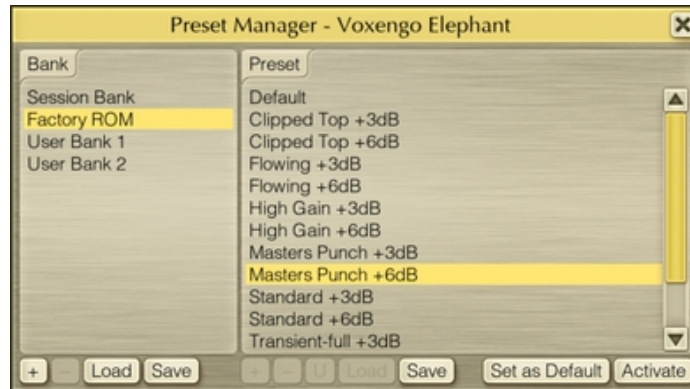 Preset Manager - Voxengo Elephant
Bank
Session Bank
Factory ROM
User Bank 1
User Bank 2
+ - Load Save
Preset
Default
Clipped Top +3dB
Clipped Top +6dB
Flowing +3dB
Flowing +6dB
High Gain +3dB
High Gain +6dB
Masters Punch +3dB
Masters Punch +6dB
Standard +3dB
Standard +6dB
Transient-full +3dB
+ - U Load Save Set as Default Activate